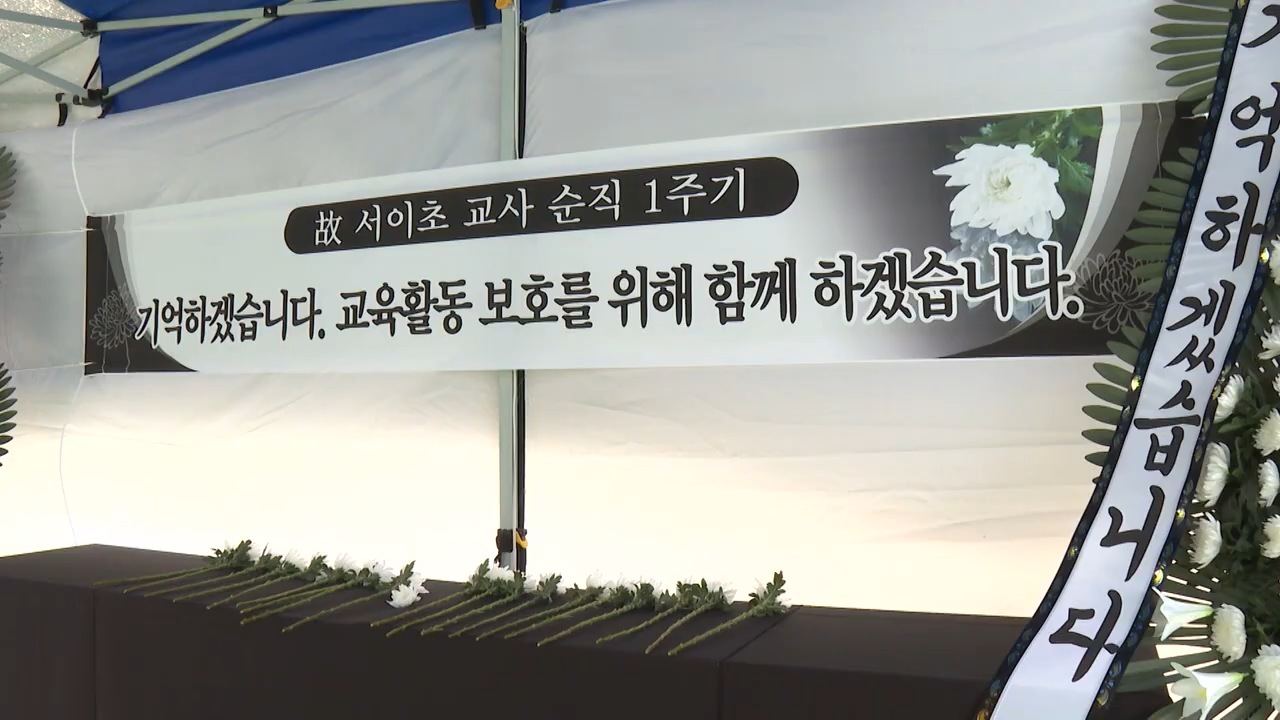 故 서이초 교사 순직 1주기
기억하겠습니다. 교육활동 보호를 위해 함께 하겠습니다.
기억하겠습니다